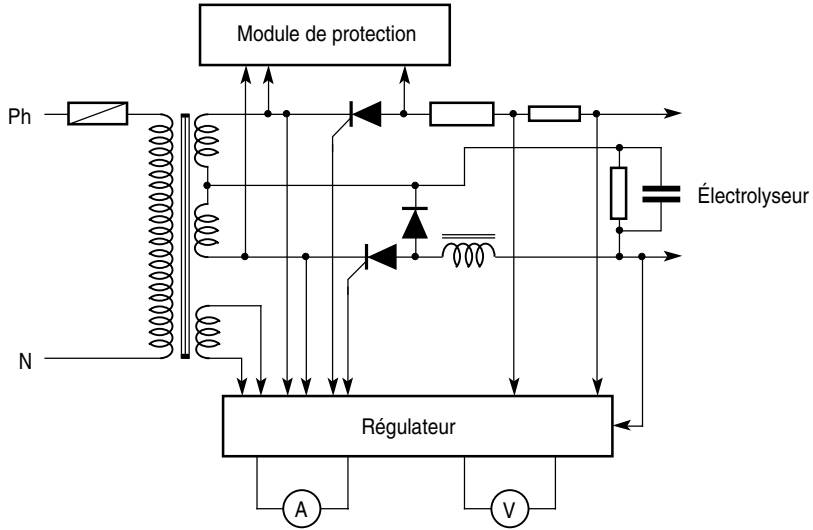 Module de protection
Ph
Électrolyseur
N
Régulateur
A
V